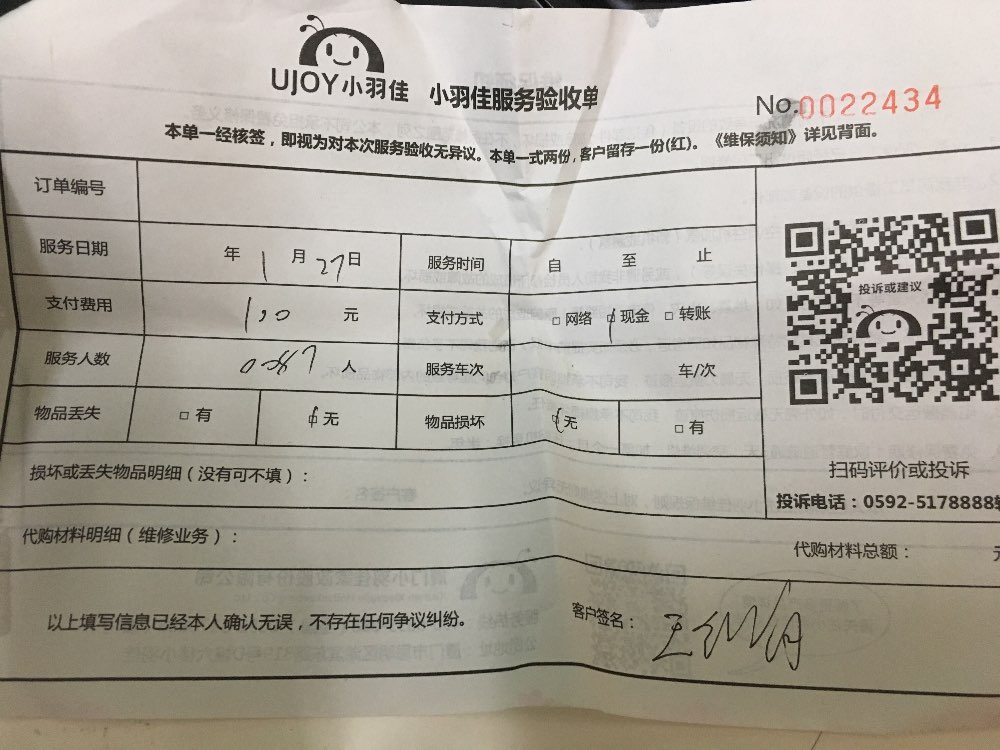 UJOY小羽佳 小羽佳服务验收单
No.0022434
本单一经核签，即视为对本次服务验收无异议。本单一式两份，客户留存一份(红)。《维保须知》详见背面。
订单编号
服务日期 年 1 月 27 日 服务时间 自 至 止
支付费用 元 支付方式 □网络 □现金 □转账
服务人数 人 服务车次 车/次
物品丢失 □有 □无 物品损坏 □无 □有
投诉或建议
扫码评价或投诉
投诉电话：0592-5178888转
损坏或丢失物品明细（没有可不填）：
代购材料明细（维修业务）：
代购材料总额： 元
以上填写信息已经本人确认无误，不存在任何争议纠纷。 客户签名：